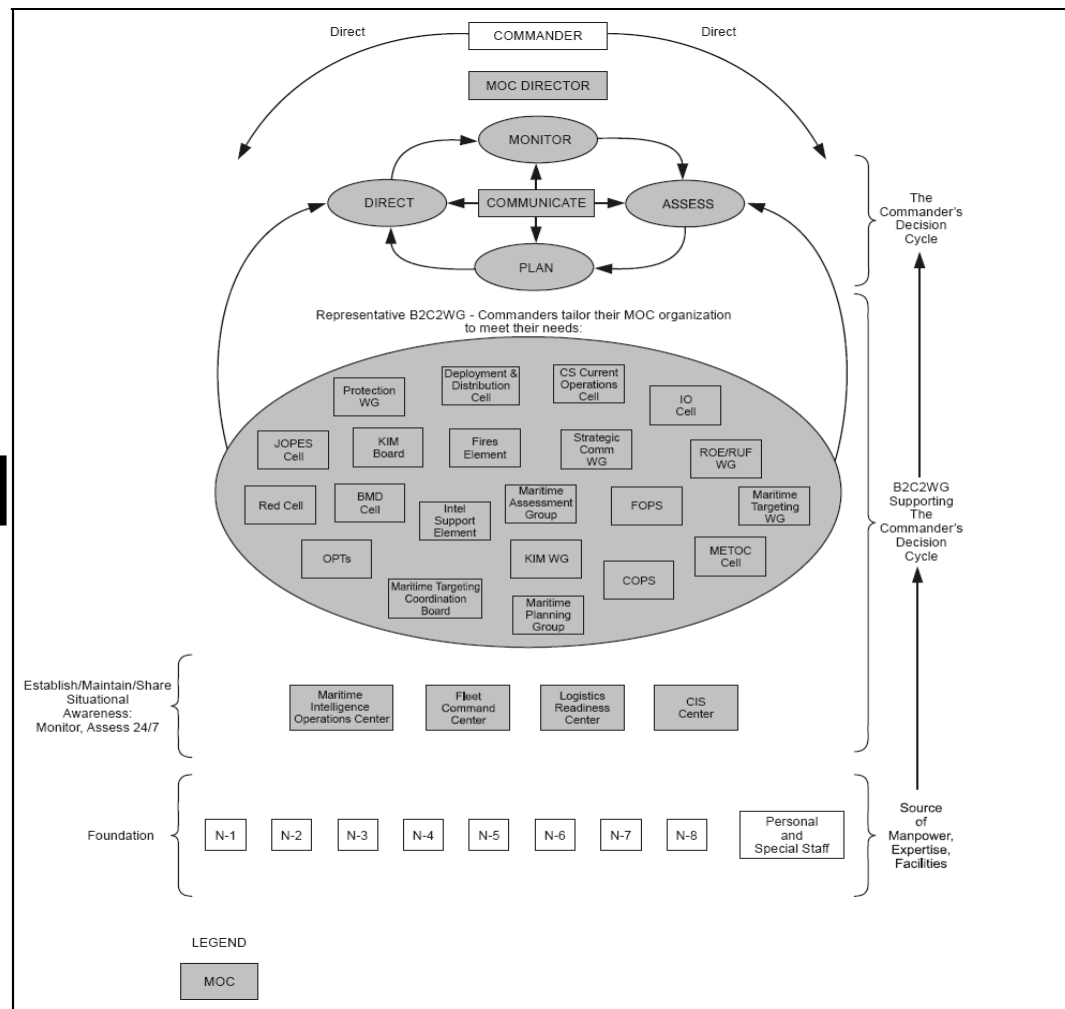 Direct
COMMANDER
Direct
MOC DIRECTOR
MONITOR
DIRECT
COMMUNICATE
ASSESS
PLAN
The
Commander's
Decision
Cycle
Representative B2C2WG - Commanders tailor their MOC organization
to meet their needs:
Protection
WG
Deployment &
Distribution
Cell
CS Current
Operations
Cell
IO
Cell
JOPES
Cell
KIM
Board
Fires
Element
Strategic
Comm
WG
ROE/RUF
WG
Red Cell
BMD
Cell
Intel
Support
Element
Maritime
Assessment
Group
FOPS
Maritime
Targeting
WG
OPTs
KIM WG
COPS
METOC
Cell
Maritime Targeting
Coordination
Board
Maritime
Planning
Group
B2C2WG
Supporting
The
Commander's
Decision
Cycle
Establish/Maintain/Share
Situational
Awareness:
Monitor, Assess 24/7
Maritime
Intelligence
Operations Center
Fleet
Command
Center
Logistics
Readiness
Center
CIS
Center
Foundation
N-1
N-2
N-3
N-4
N-5
N-6
N-7
N-8
Personal
and
Special Staff
Source
of
Manpower,
Expertise,
Facilities
LEGEND
MOC